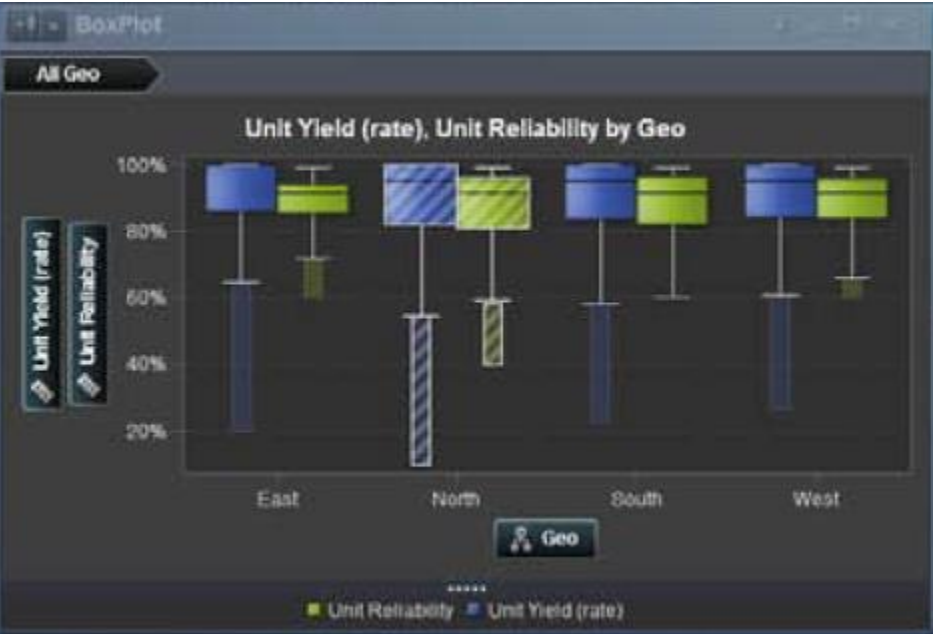 BoxPlot
All Geo
Unit Yield (rate), Unit Reliability by Geo
100%
80%
60%
40%
20%
Unit Yield (rate)
Unit Reliability
East North South West
Geo
Unit Reliability Unit Yield (rate)